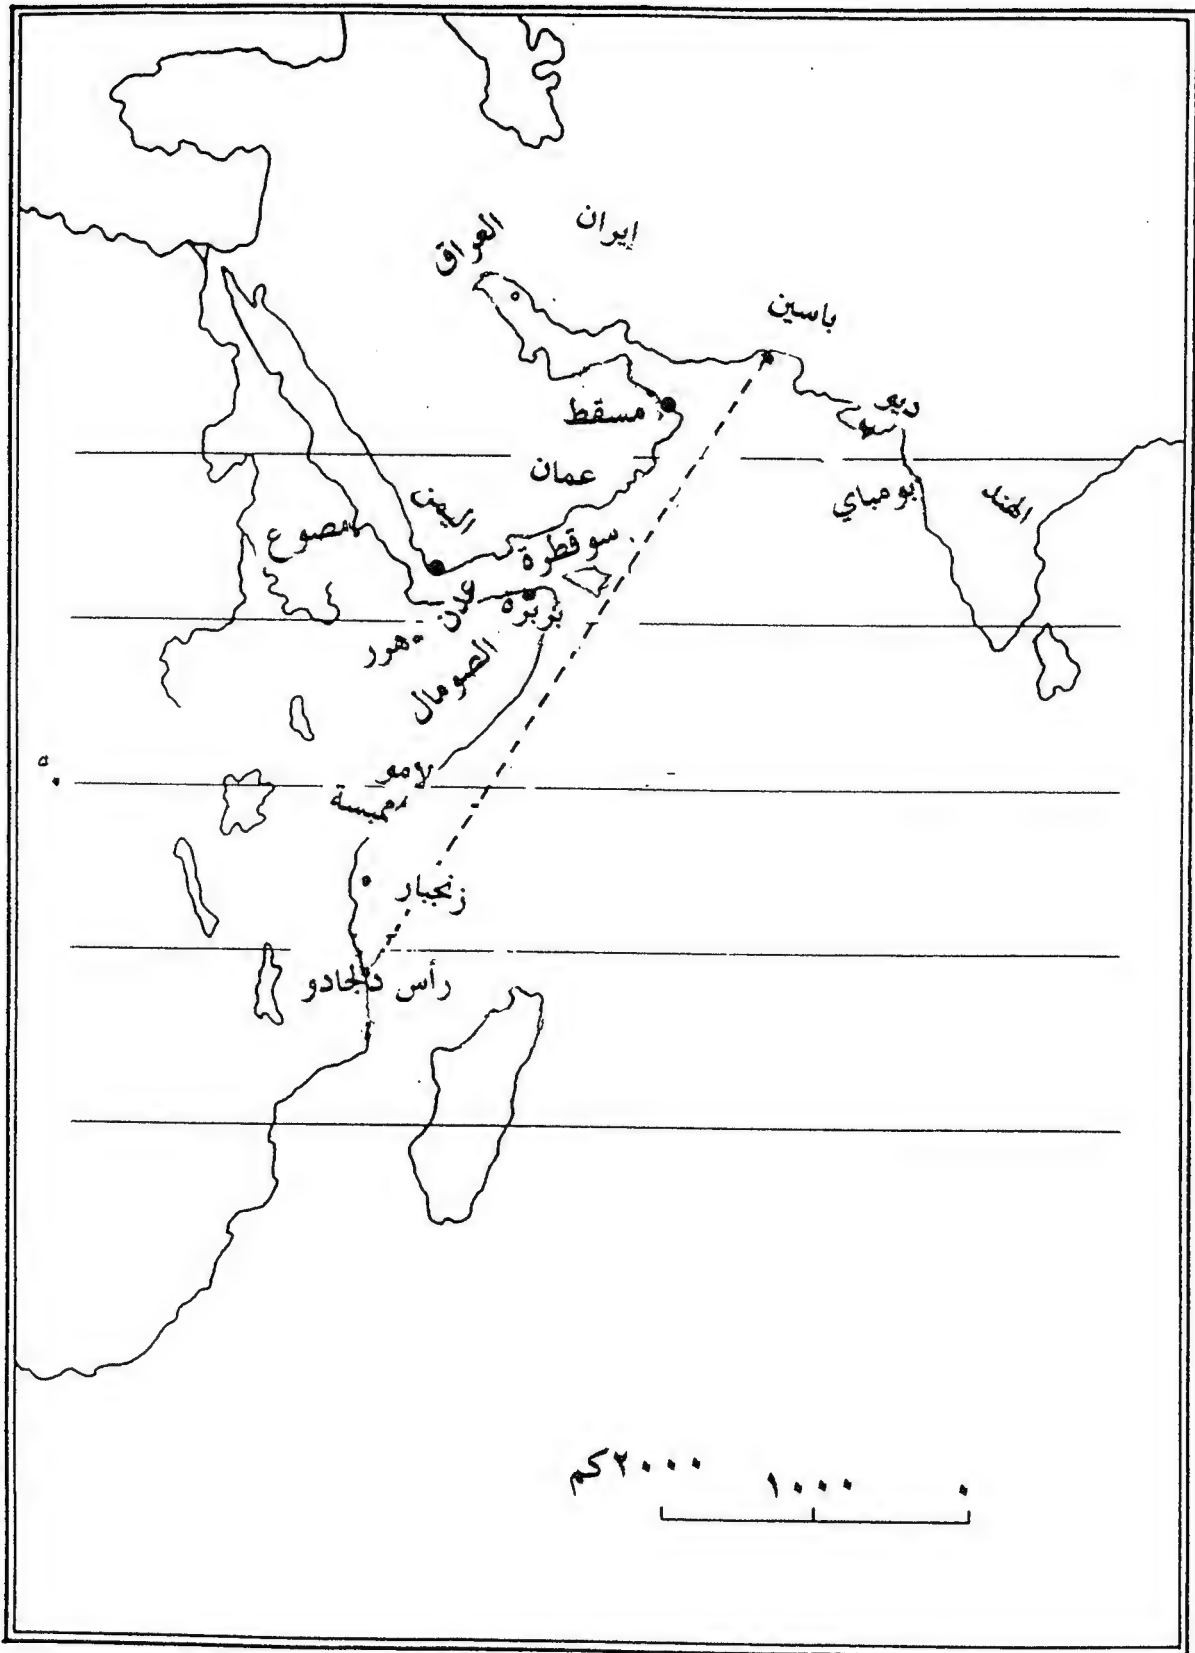 إيران
العراق
باسين
ديو
مسقط
عمان
بومباي
الهند
اليمن
مصوع
سوقطرة
عدن
بربرة
هرر
الصومال
لامو
ممبسة
زنجبار
رأس دلجادو
٢٠٠٠كم ١٠٠٠ ٠